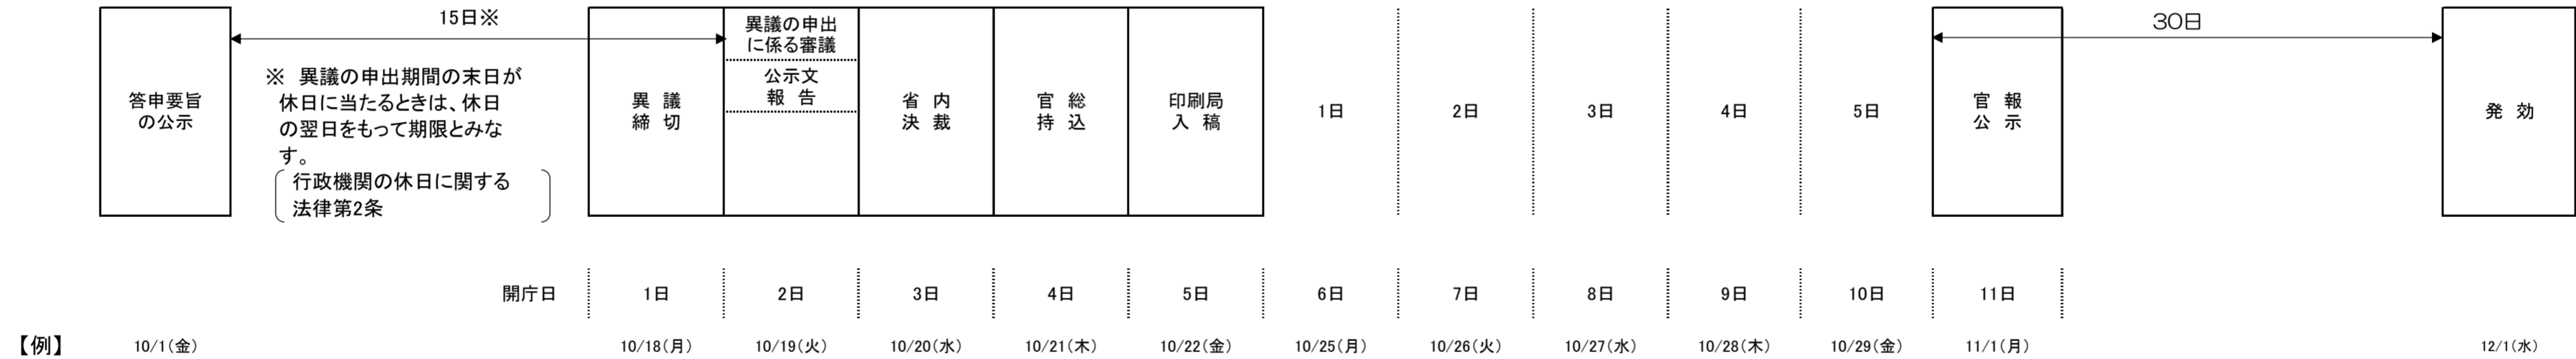 15日※
30日
答申要旨
の公示
※ 異議の申出期間の末日が
休日に当たるときは、休日
の翌日をもって期限とみな
す。
行政機関の休日に関する
法律第2条
異 議
締 切
異議の申出
に係る審議
公示文
報 告
省 内
決 裁
官 総
持 込
印刷局
入 稿
1日
2日
3日
4日
5日
官 報
公 示
発 効
開庁日 1日 2日 3日 4日 5日 6日 7日 8日 9日 10日 11日
【例】 10/1(金) 10/18(月) 10/19(火) 10/20(水) 10/21(木) 10/22(金) 10/25(月) 10/26(火) 10/27(水) 10/28(木) 10/29(金) 11/1(月) 12/1(水)